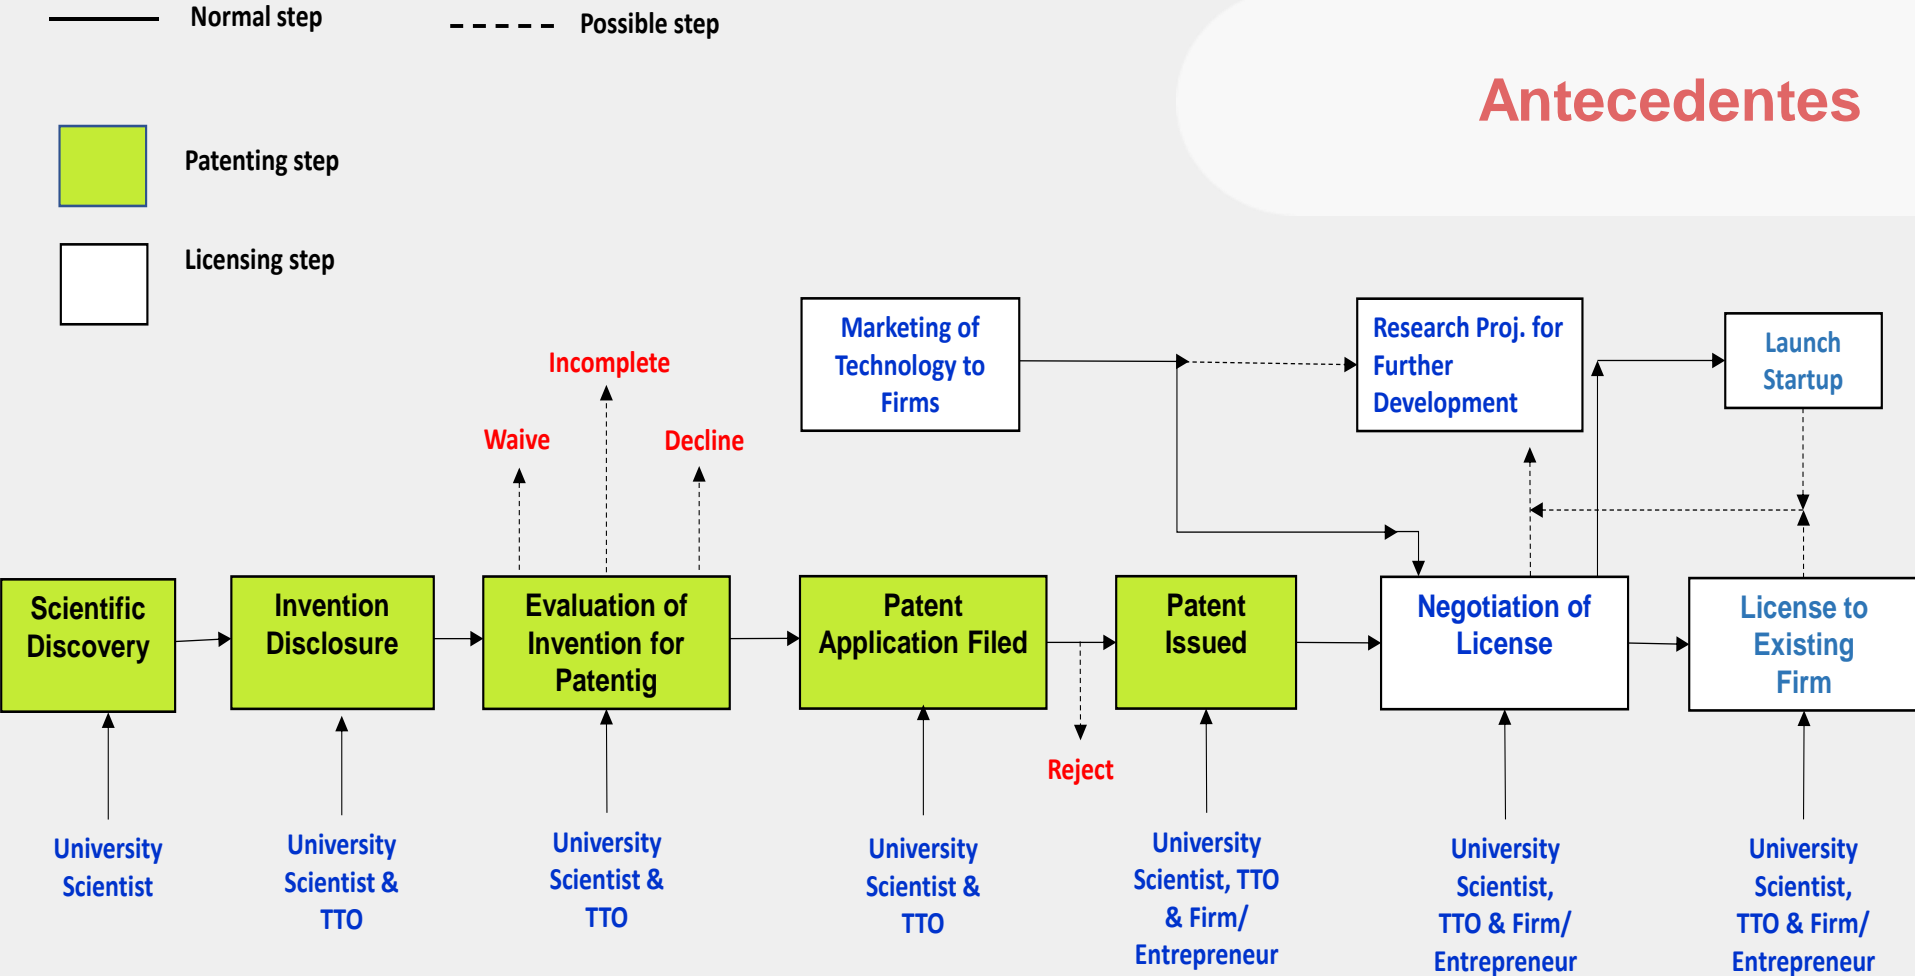 Normal step
Possible step
Antecedentes
Patenting step
Licensing step
Marketing of
Technology to
Firms
Research Proj. for
Further
Development
Launch
Startup
Incomplete
Waive
Decline
Scientific
Discovery
Invention
Disclosure
Evaluation of
Invention for
Patentig
Patent
Application Filed
Patent
Issued
Negotiation of
License
License to
Existing
Firm
Reject
University
Scientist
University
Scientist &
TTO
University
Scientist &
TTO
University
Scientist &
TTO
University
Scientist, TTO
& Firm/
Entrepreneur
University
Scientist,
TTO & Firm/
Entrepreneur
University
Scientist,
TTO & Firm/
Entrepreneur